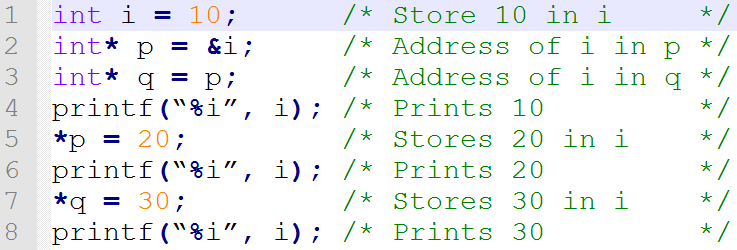 1 int i = 10;       /* Store 10 in i      */
2 int* p = &i;      /* Address of i in p */
3 int* q = p;       /* Address of i in q */
4 printf(“%i”, i); /* Prints 10          */
5 *p = 20;          /* Stores 20 in i     */
6 printf(“%i”, i); /* Prints 20          */
7 *q = 30;          /* Stores 30 in i     */
8 printf(“%i”, i); /* Prints 30          */